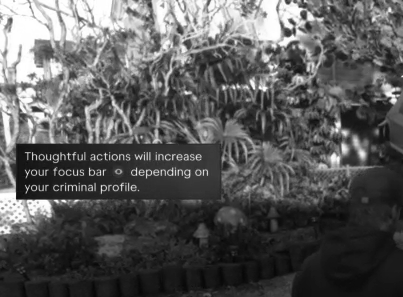 Thoughtful actions will increase
your focus bar depending on
your criminal profile.